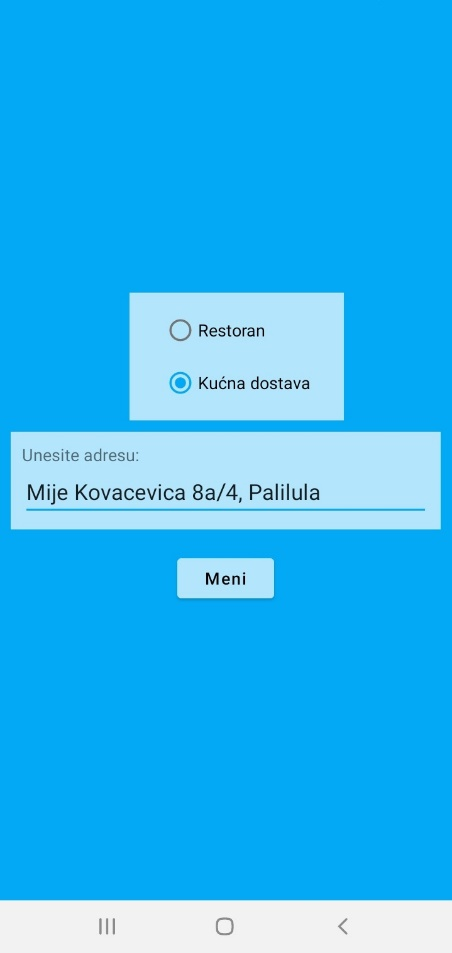 Restoran
Kućna dostava
Unesite adresu:
Mije Kovacevica 8a/4, Palilula
Meni